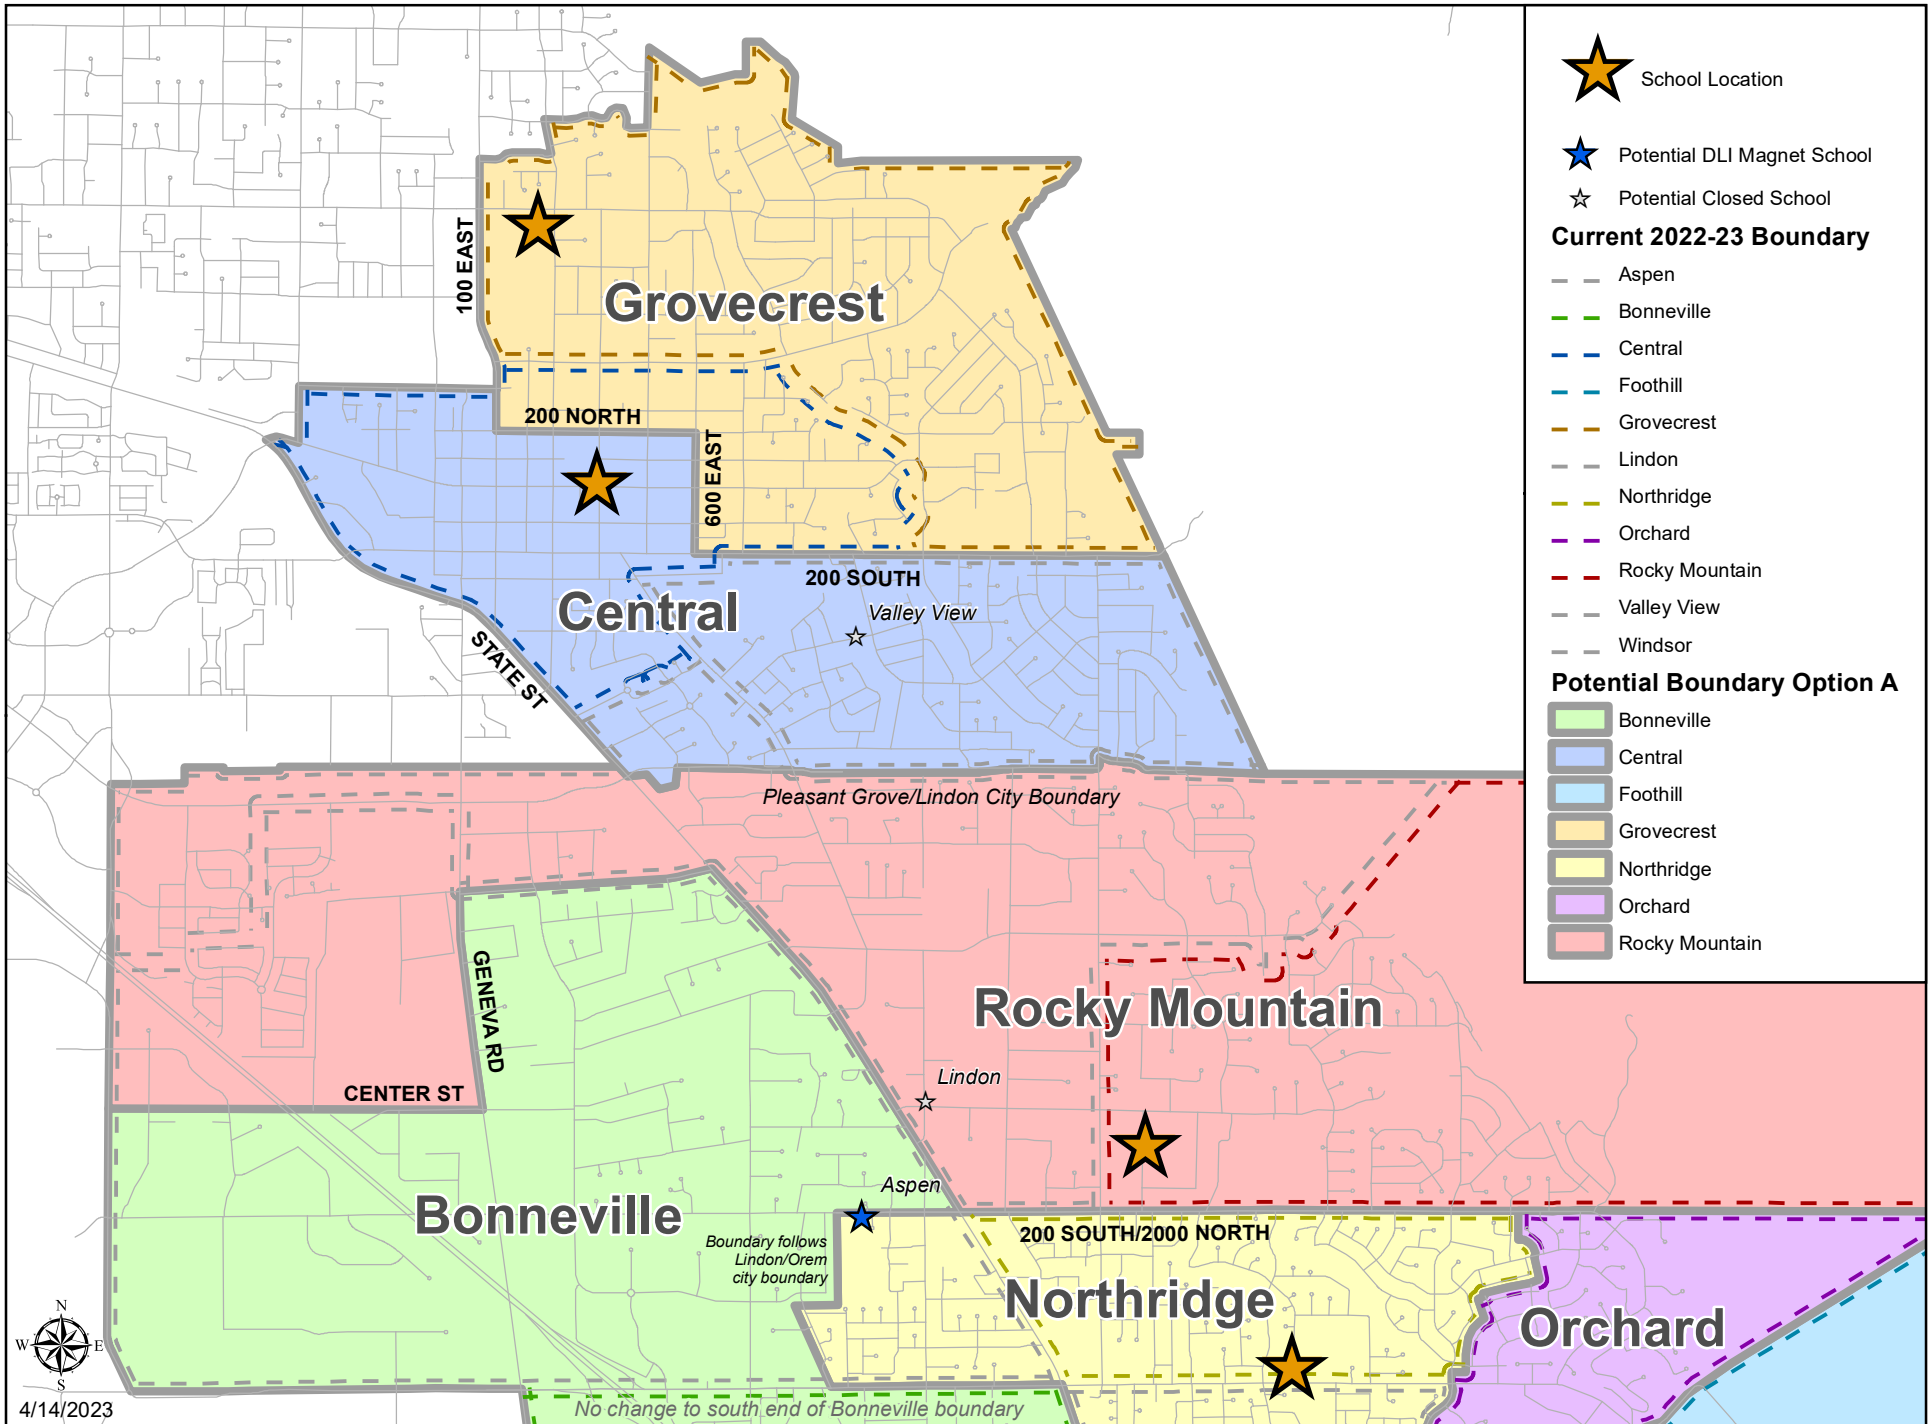 School Location
Potential DLI Magnet School
Potential Closed School
Current 2022-23 Boundary
Aspen
Bonneville
Central
Foothill
Grovecrest
Lindon
Northridge
Orchard
Rocky Mountain
Valley View
Windsor
Potential Boundary Option A
Bonneville
Central
Foothill
Grovecrest
Northridge
Orchard
Rocky Mountain
100 EAST
Grovecrest
200 NORTH
600 EAST
200 SOUTH
Valley View
Central
STATE ST
Pleasant Grove/Lindon City Boundary
GENEVA RD
Rocky Mountain
CENTER ST
Lindon
Aspen
Bonneville
Boundary follows
Lindon/Orem
city boundary
200 SOUTH/2000 NORTH
Northridge
Orchard
N
W
E
S
4/14/2023
No change to south end of Bonneville boundary